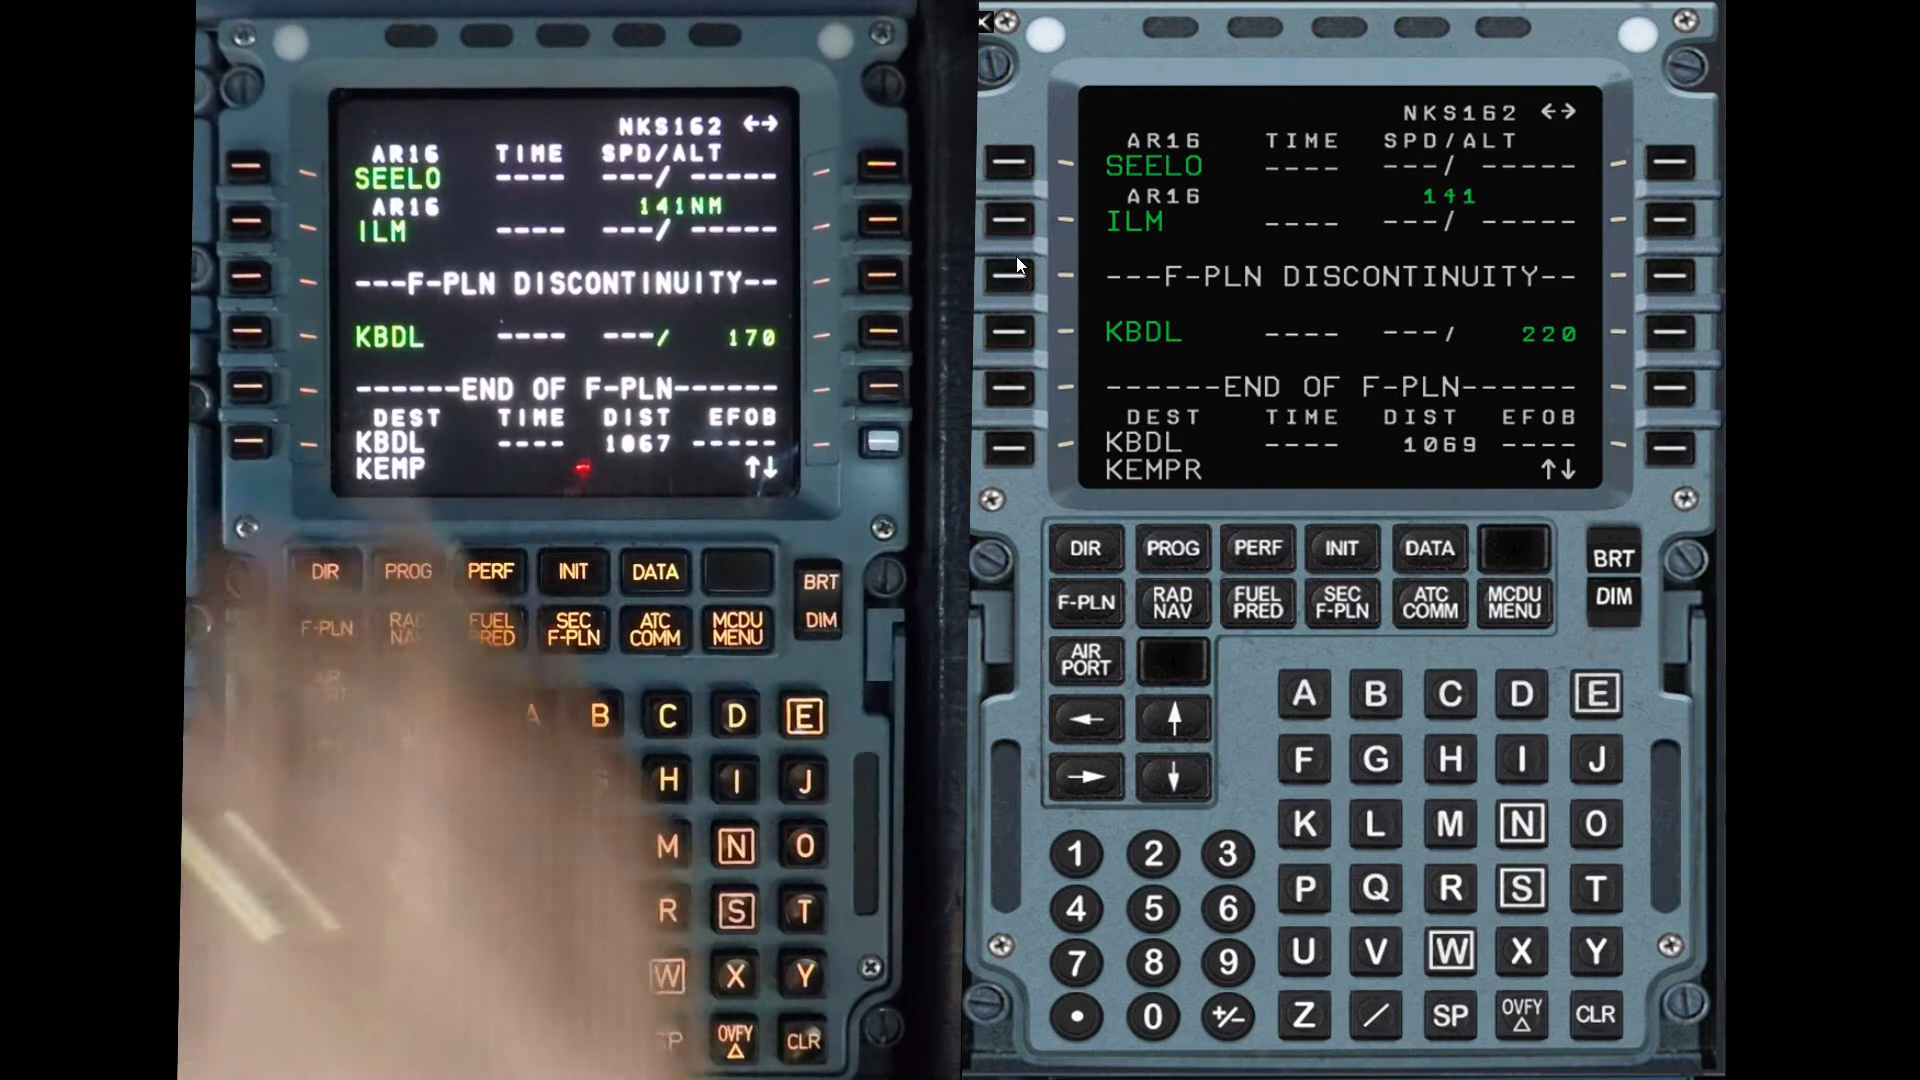 NKS162 ←→
AR16 TIME SPD/ALT
SEELO ---- ---/ -----
AR16 141NM
ILM ---- ---/ -----
---F-PLN DISCONTINUITY--
KBDL ---- ---/ 170
------END OF F-PLN------
DEST TIME DIST EFOB
KBDL ---- 1067 -----
KEMP ↑↓
DIR PROG PERF INIT DATA
BRT
F-PLN RAD NAV FUEL PRED SEC F-PLN ATC COMM MCDU MENU
DIM
AIR PORT
A B C D E
H I J
M N O
R S T
W X Y
SP OVFY △ CLR
NKS162 ←→
AR16 TIME SPD/ALT
SEELO ---- ---/ -----
AR16 141
ILM ---- ---/ -----
---F-PLN DISCONTINUITY--
KBDL ---- ---/ 220
------END OF F-PLN------
DEST TIME DIST EFOB
KBDL ---- 1069 ----
KEMPR ↑↓
DIR PROG PERF INIT DATA
BRT
F-PLN RAD NAV FUEL PRED SEC F-PLN ATC COMM MCDU MENU
DIM
AIR PORT
← ↑
→ ↓
A B C D E
F G H I J
K L M N O
P Q R S T
U V W X Y
Z / SP OVFY △ CLR
1 2 3
4 5 6
7 8 9
• 0 +/-